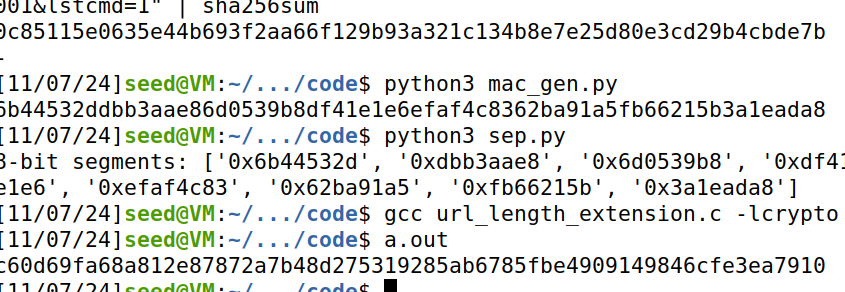 001&lstcmd=1" | sha256sum
0c85115e0635e44b693f2aa66f129b93a321c134b8e7e25d80e3cd29b4cbde7b
-
[11/07/24]seed@VM:~/.../code$ python3 mac_gen.py
6b44532ddbb3aae86d0539b8df41e1e6efaf4c8362ba91a5fb66215b3a1eada8
[11/07/24]seed@VM:~/.../code$ python3 sep.py
8-bit segments: ['0x6b44532d', '0xdbb3aae8', '0x6d0539b8', '0xdf41
e1e6', '0xefaf4c83', '0x62ba91a5', '0xfb66215b', '0x3a1eada8']
[11/07/24]seed@VM:~/.../code$ gcc url_length_extension.c -lcrypto
[11/07/24]seed@VM:~/.../code$ a.out
c60d69fa68a812e87872a7b48d275319285ab6785fbe4909149846cfe3ea7910
[11/07/24]seed@VM:~/.../code$